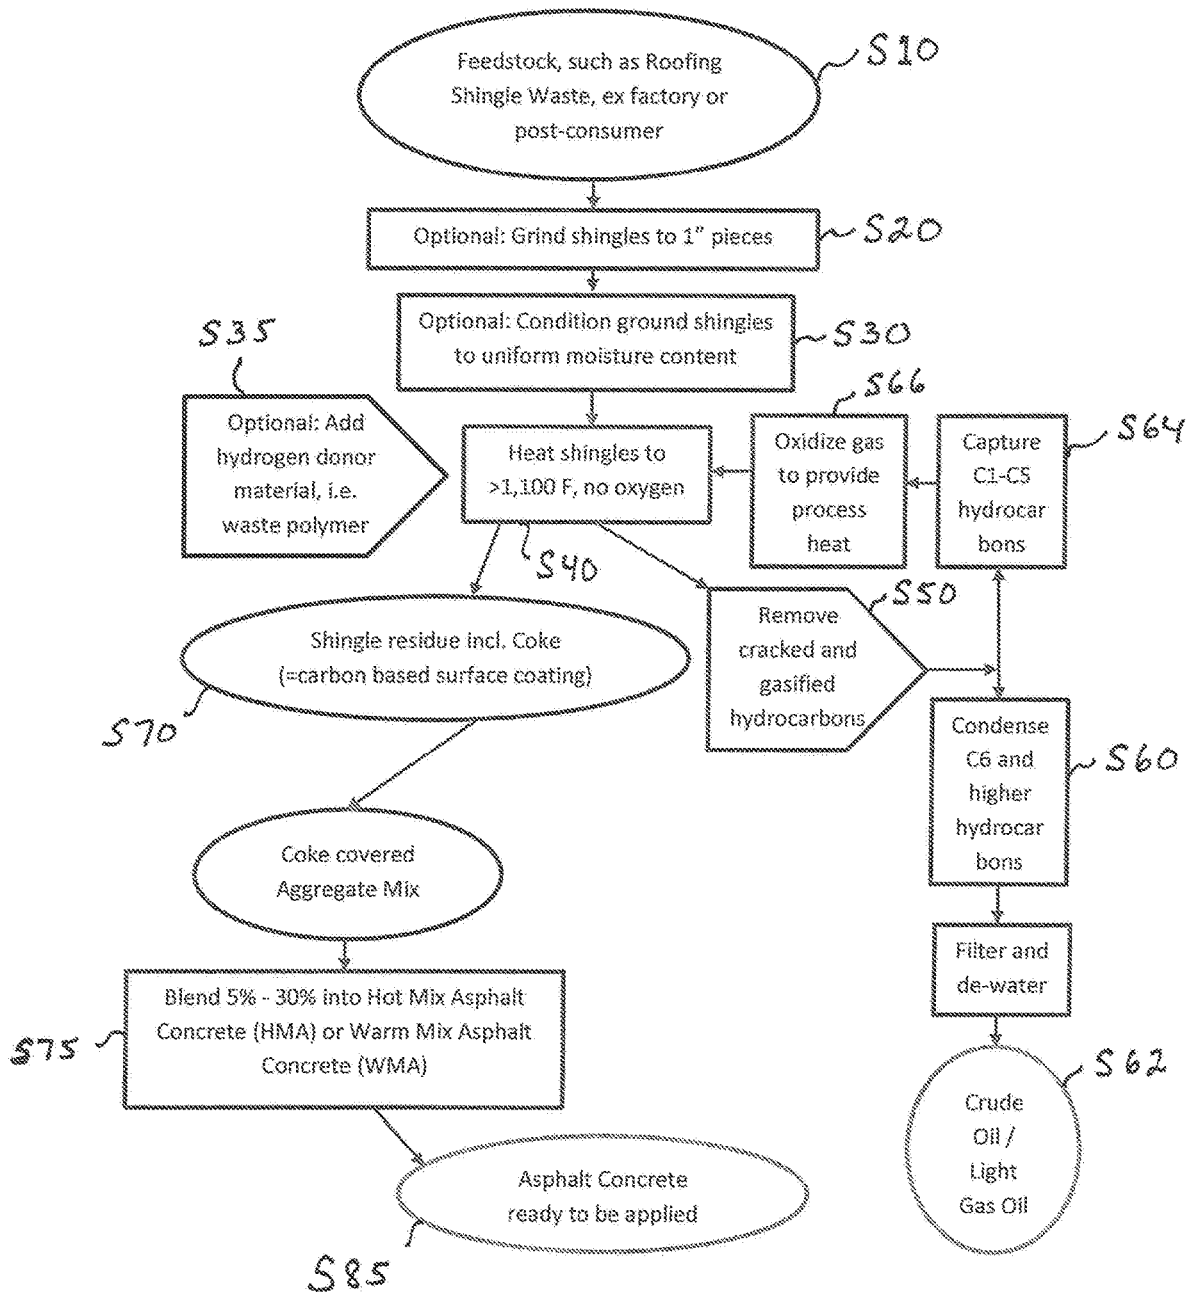 Feedstock, such as Roofing
Shingle Waste, ex factory or
post-consumer
S10
Optional: Grind shingles to 1” pieces
S20
Optional: Condition ground shingles
to uniform moisture content
S30
S35
Optional: Add
hydrogen donor
material, i.e.
waste polymer
Heat shingles to
>1,100 F, no oxygen
S40
S66
Oxidize gas
to provide
process
heat
Capture
C1-C5
hydrocar
bons
S64
Remove
cracked and
gasified
hydrocarbons
S50
Shingle residue incl. Coke
(=carbon based surface coating)
S70
Condense
C6 and
higher
hydrocar
bons
S60
Coke covered
Aggregate Mix
Filter and
de-water
Blend 5% - 30% into Hot Mix Asphalt
Concrete (HMA) or Warm Mix Asphalt
Concrete (WMA)
S75
Crude
Oil /
Light
Gas Oil
S62
Asphalt Concrete
ready to be applied
S85